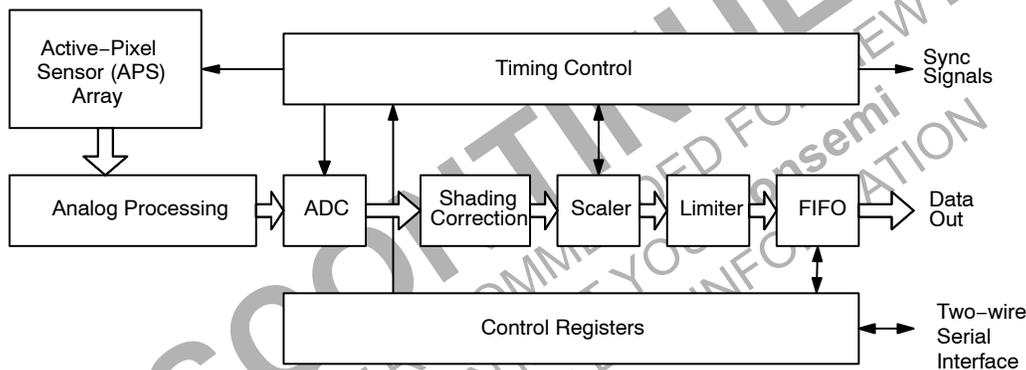 Active−Pixel
Sensor (APS)
Array
Timing Control
Sync
Signals
Analog Processing
ADC
Shading
Correction
Scaler
Limiter
FIFO
Data
Out
Control Registers
Two−wire
Serial
Interface
onsemi